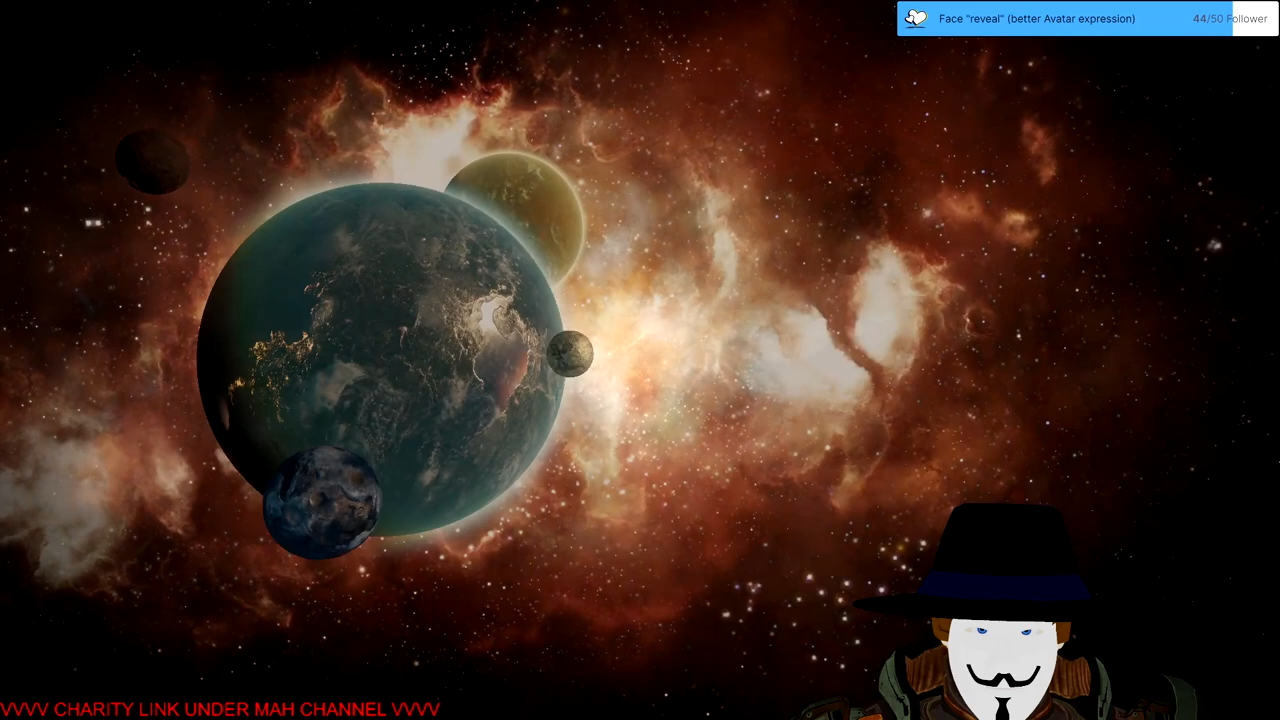 Face "reveal" (better Avatar expression) 44/50 Follower
VVVV CHARITY LINK UNDER MAH CHANNEL VVVV